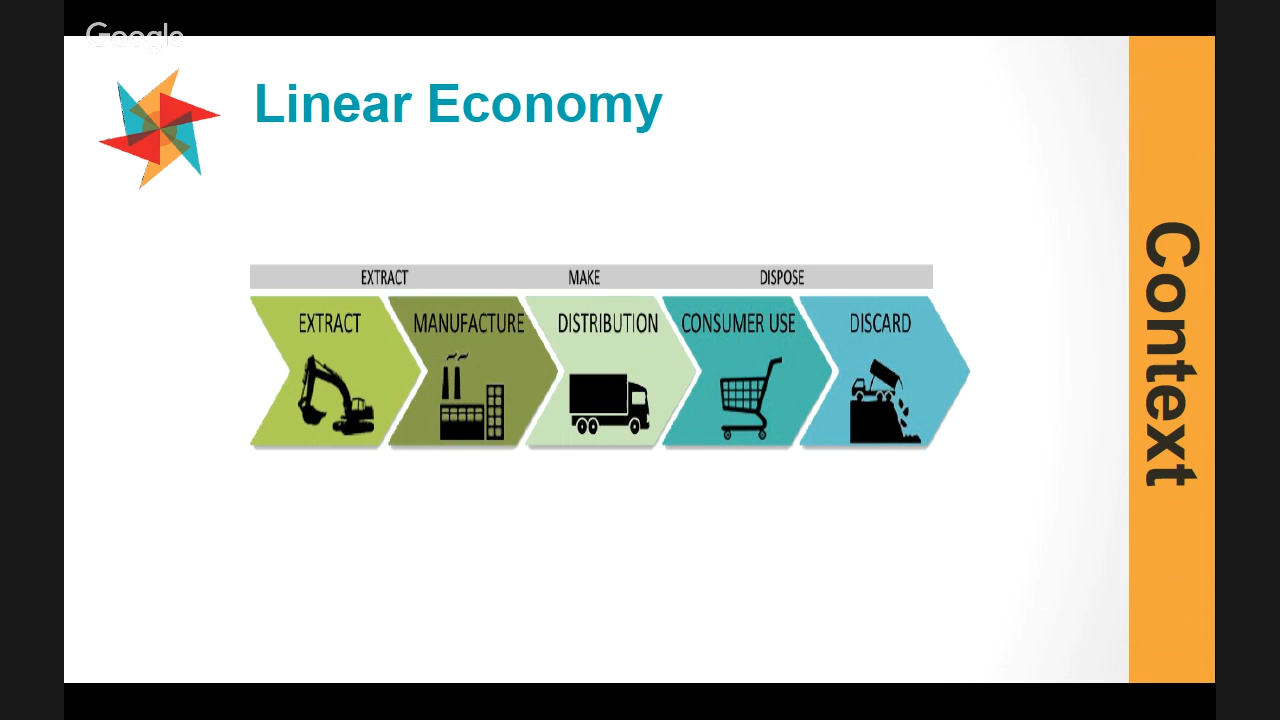 Google
Linear Economy
EXTRACT MAKE DISPOSE
EXTRACT MANUFACTURE DISTRIBUTION CONSUMER USE DISCARD
Context